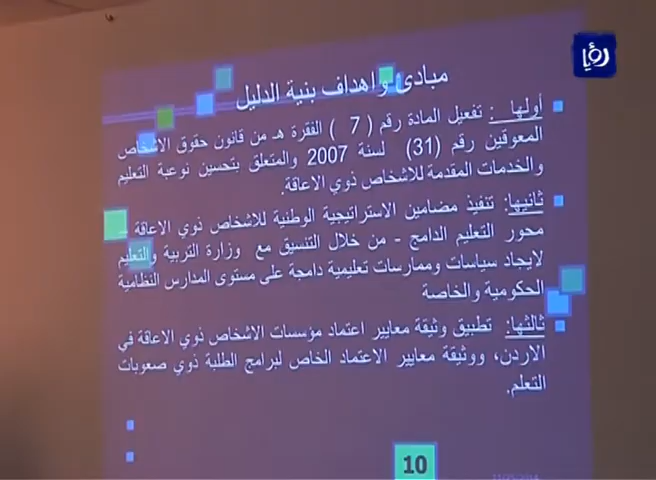 رؤيا
مبادئ واهداف بنية الدليل
أولها : تفعيل المادة رقم ( 7 ) الفقرة هـ من قانون حقوق الاشخاص
المعوقين رقم (31) لسنة 2007 والمتعلق بتحسين نوعية التعليم
والخدمات المقدمة للاشخاص ذوي الاعاقة.
ثانيها: تنفيذ مضامين الاستراتيجية الوطنية للاشخاص ذوي الاعاقة –
محور التعليم الدامج - من خلال التنسيق مع وزارة التربية والتعليم
لايجاد سياسات وممارسات تعليمية دامجة على مستوى المدارس النظامية
الحكومية والخاصة
ثالثها: تطبيق وثيقة معايير اعتماد مؤسسات الاشخاص ذوي الاعاقة في
الاردن، ووثيقة معايير الاعتماد الخاص لبرامج الطلبة ذوي صعوبات
التعلم.
10